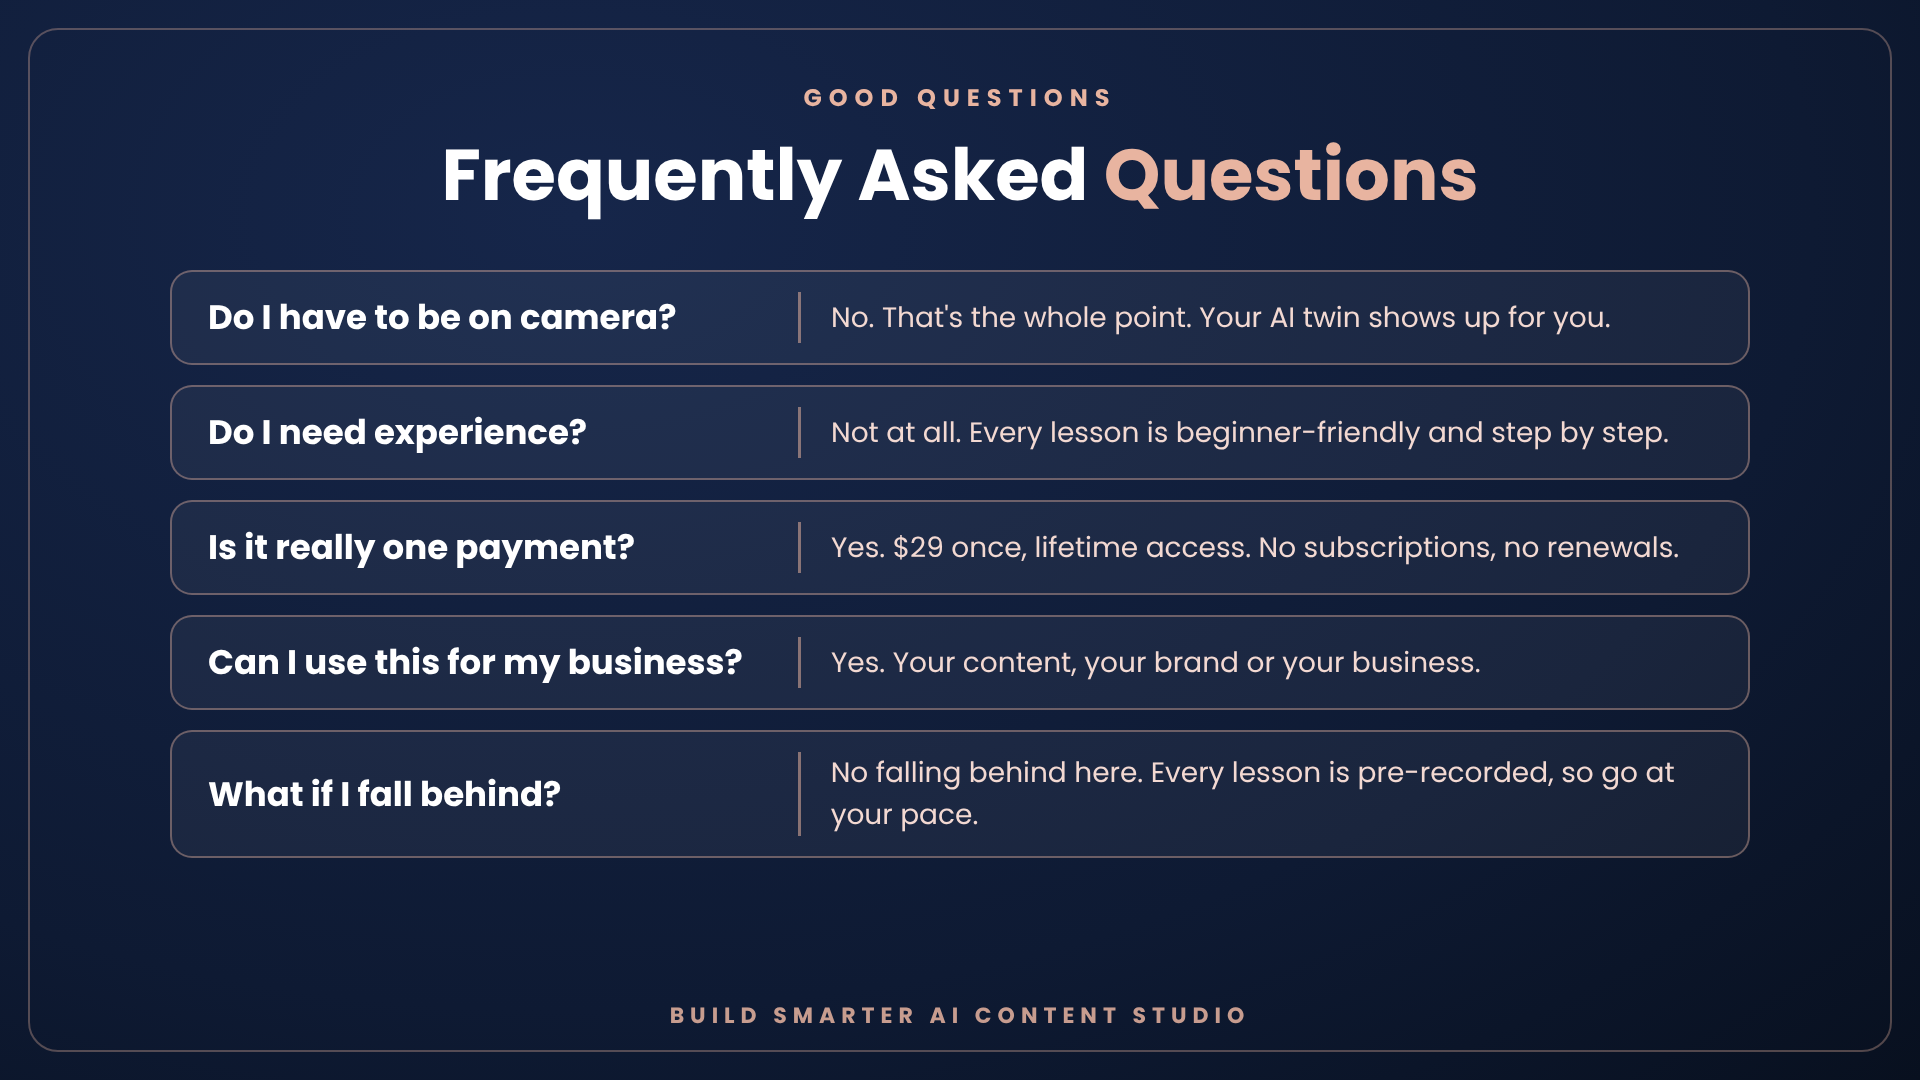 GOOD QUESTIONS
Frequently Asked Questions
Do I have to be on camera?
No. That's the whole point. Your AI twin shows up for you.
Do I need experience?
Not at all. Every lesson is beginner-friendly and step by step.
Is it really one payment?
Yes. $29 once, lifetime access. No subscriptions, no renewals.
Can I use this for my business?
Yes. Your content, your brand or your business.
What if I fall behind?
No falling behind here. Every lesson is pre-recorded, so go at
your pace.
BUILD SMARTER AI CONTENT STUDIO